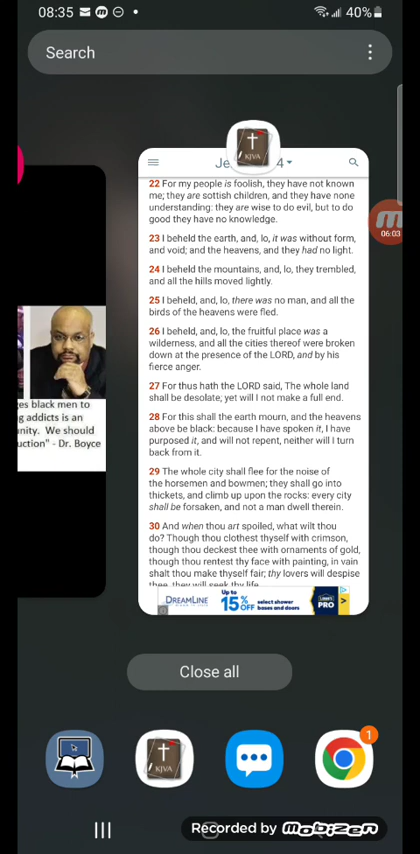 08:35
40%
Search
KJVA
22 For my people is foolish, they have not known
me; they are sottish children, and they have none
understanding: they are wise to do evil, but to do
good they have no knowledge.
23 I beheld the earth, and, lo, it was without form,
and void; and the heavens, and they had no light.
24 I beheld the mountains, and, lo, they trembled,
and all the hills moved lightly.
25 I beheld, and, lo, there was no man, and all the
birds of the heavens were fled.
26 I beheld, and, lo, the fruitful place was a
wilderness, and all the cities thereof were broken
down at the presence of the LORD, and by his
fierce anger.
27 For thus hath the LORD said, The whole land
shall be desolate; yet will I not make a full end.
28 For this shall the earth mourn, and the heavens
above be black: because I have spoken it, I have
purposed it, and will not repent, neither will I turn
back from it.
29 The whole city shall flee for the noise of
the horsemen and bowmen; they shall go into
thickets, and climb up upon the rocks: every city
shall be forsaken, and not a man dwell therein.
30 And when thou art spoiled, what wilt thou
do? Though thou clothest thyself with crimson,
though thou deckest thee with ornaments of gold,
though thou rentest thy face with painting, in vain
shalt thou make thyself fair; thy lovers will despise
thee, they will seek thy life.
DREAMLINE
Up to
15% OFF
select shower
bases and doors
LOWE'S
PRO
06:03
ges black men to
g addicts is an
nity. We should
uction" - Dr. Boyce
Close all
KJVA
1
Recorded by mobizen